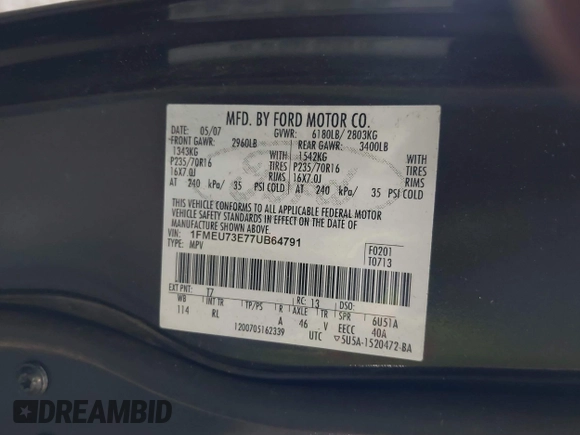 MFD. BY FORD MOTOR CO.
DATE: 05/07 GVWR: 6180LB/ 2803KG
FRONT GAWR: 2960LB REAR GAWR: 3400LB
1343KG WITH 1542KG WITH
P235/70R16 TIRES P235/70R16 TIRES
16X7.0J RIMS 16X7.0J RIMS
AT 240 kPa/ 35 PSI COLD AT 240 kPa/ 35 PSI COLD
THIS VEHICLE CONFORMS TO ALL APPLICABLE FEDERAL MOTOR
VEHICLE SAFETY STANDARDS IN EFFECT ON THE DATE OF
MANUFACTURE SHOWN ABOVE.
VIN: 1FMEU73E77UB64791
TYPE: MPV
F0201
T0713
EXT PNT: T7 RC: 13 DSO:
WB INT TR TP/PS R AXLE TR SPR 6U51A
114 RL A 46 V EECC 40A
1200705162339 UTC ▽5U5A-1520472-BA
DREAMBID